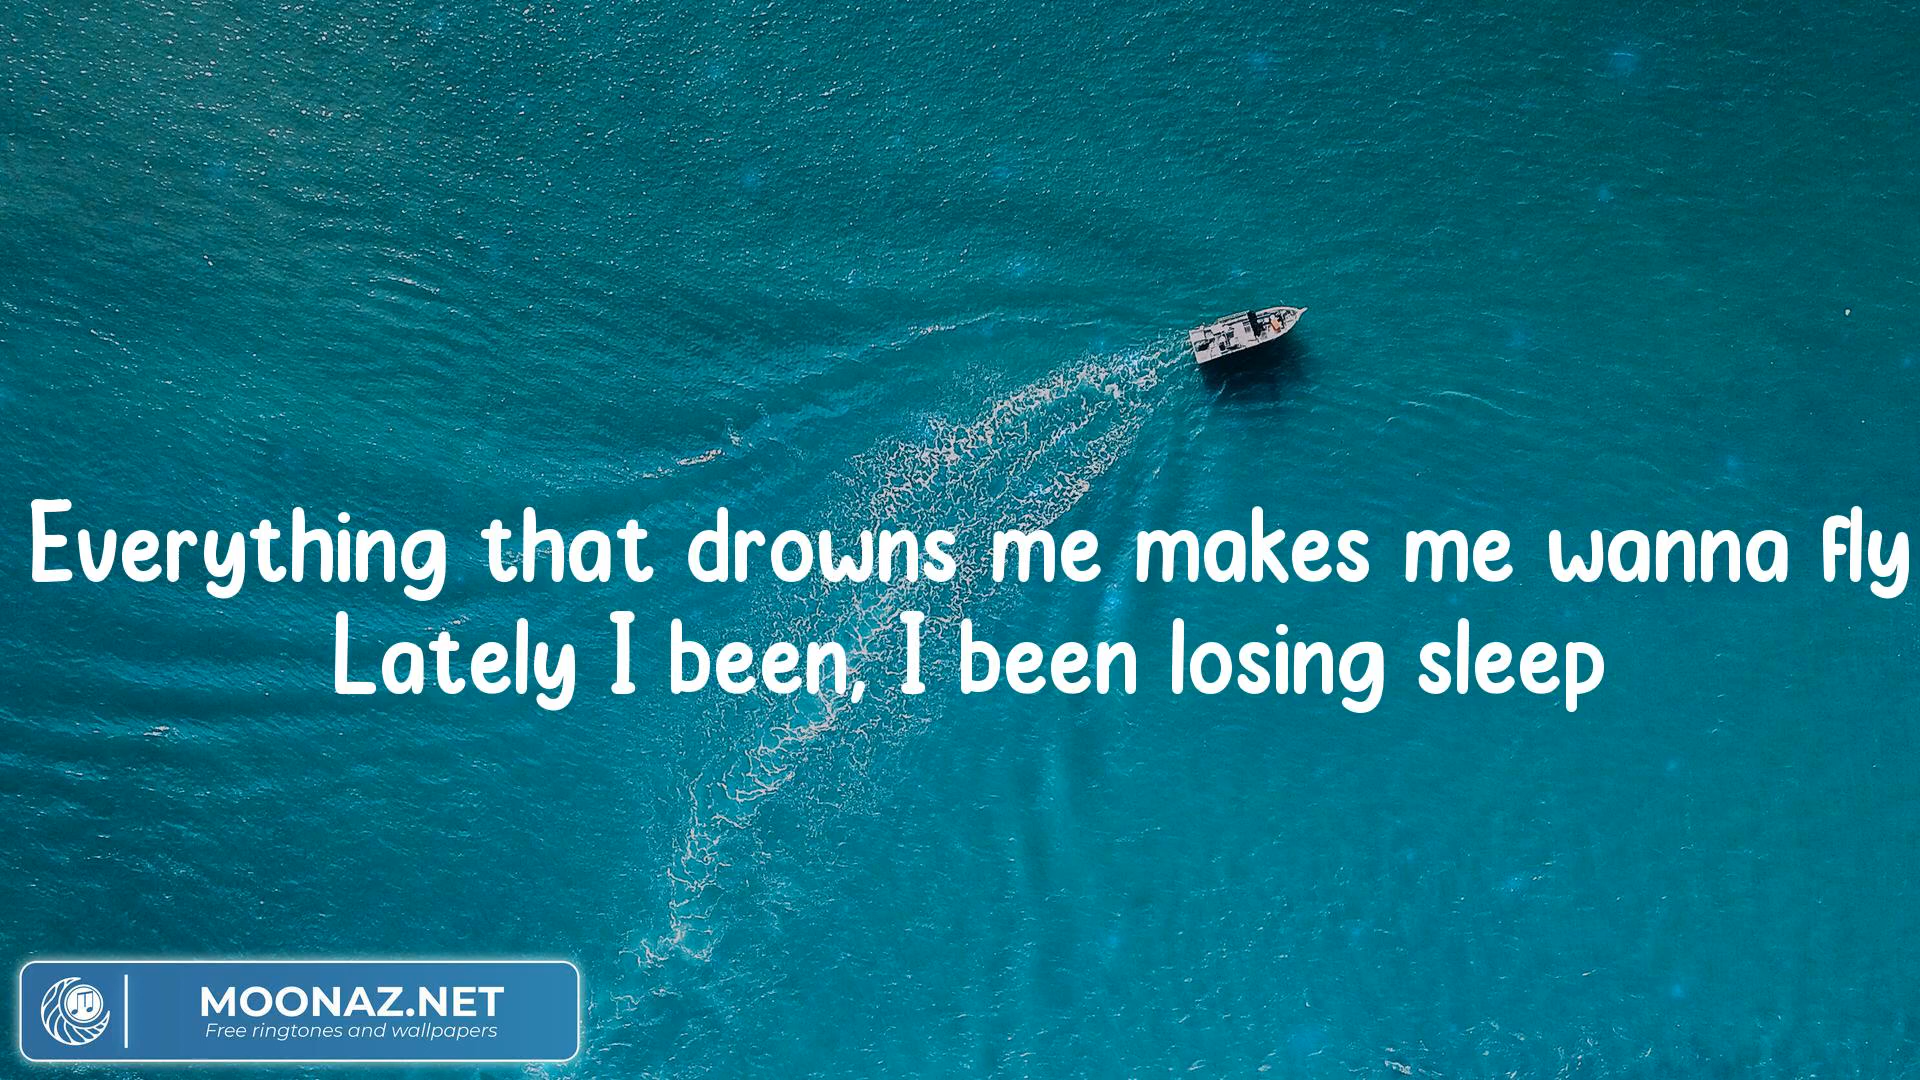 Everything that drowns me makes me wanna fly
Lately I been, I been losing sleep
MOONAZ.NET
Free ringtones and wallpapers